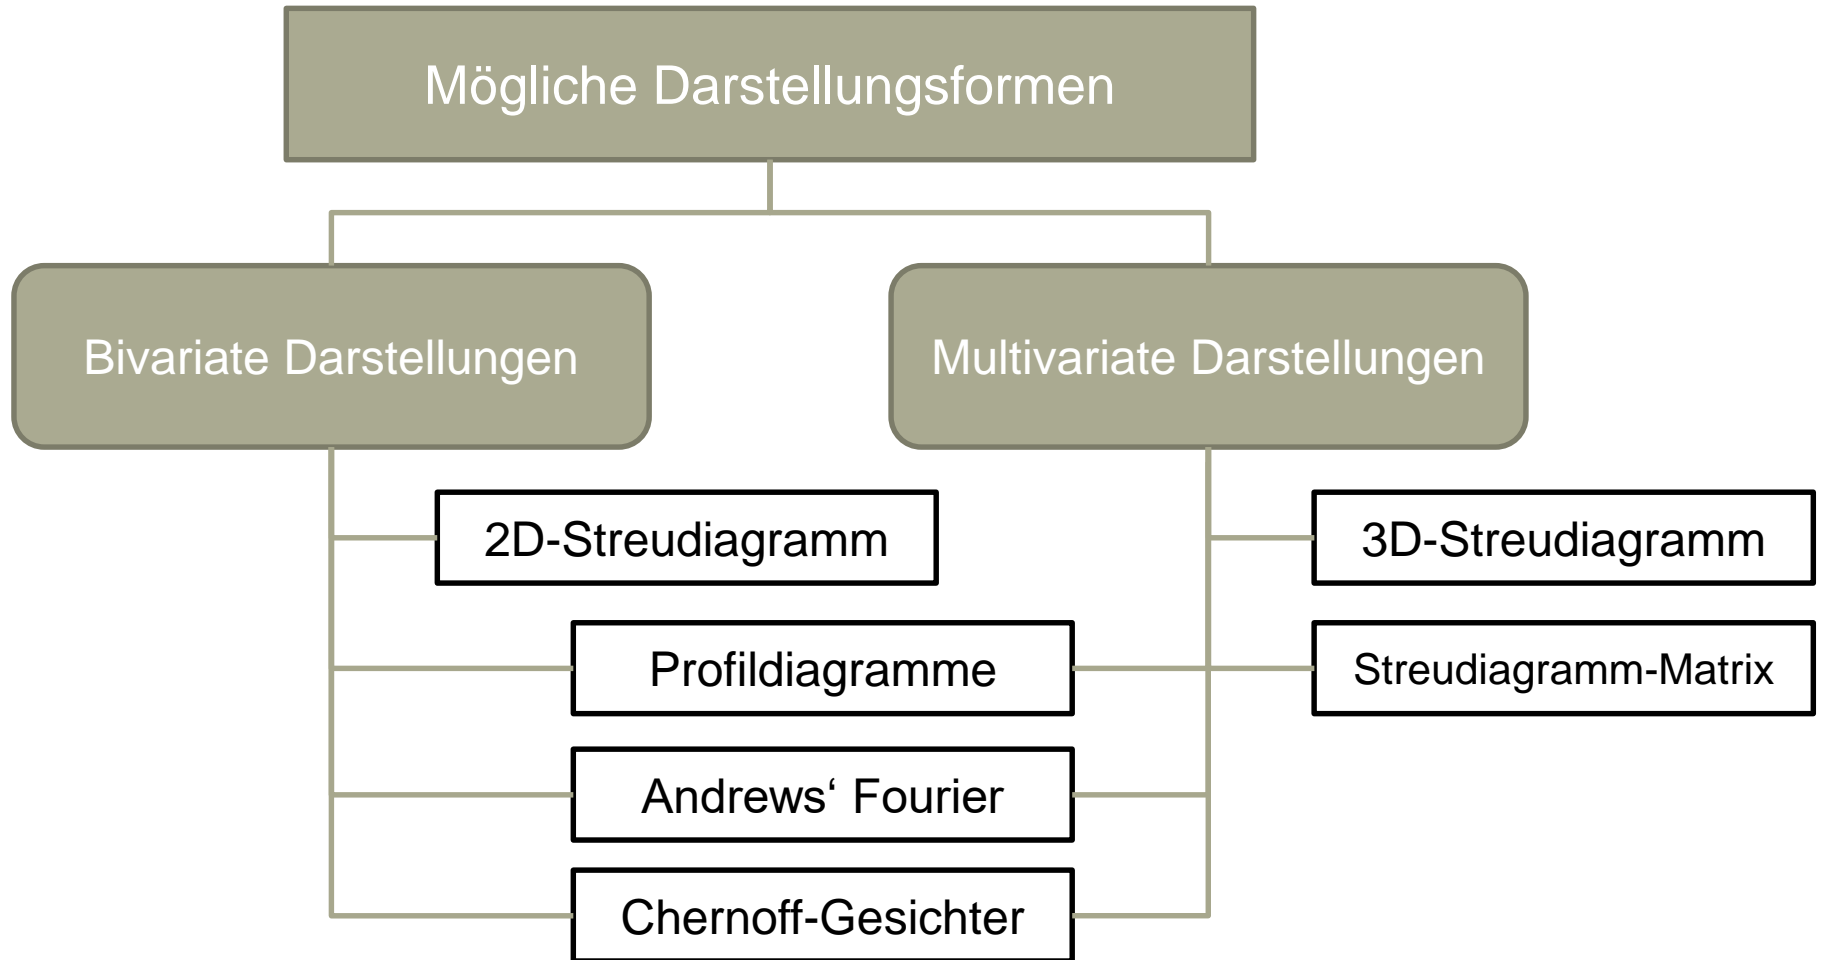 Mögliche Darstellungsformen
Bivariate Darstellungen
Multivariate Darstellungen
2D-Streudiagramm
3D-Streudiagramm
Profildiagramme
Streudiagramm-Matrix
Andrews‘ Fourier
Chernoff-Gesichter